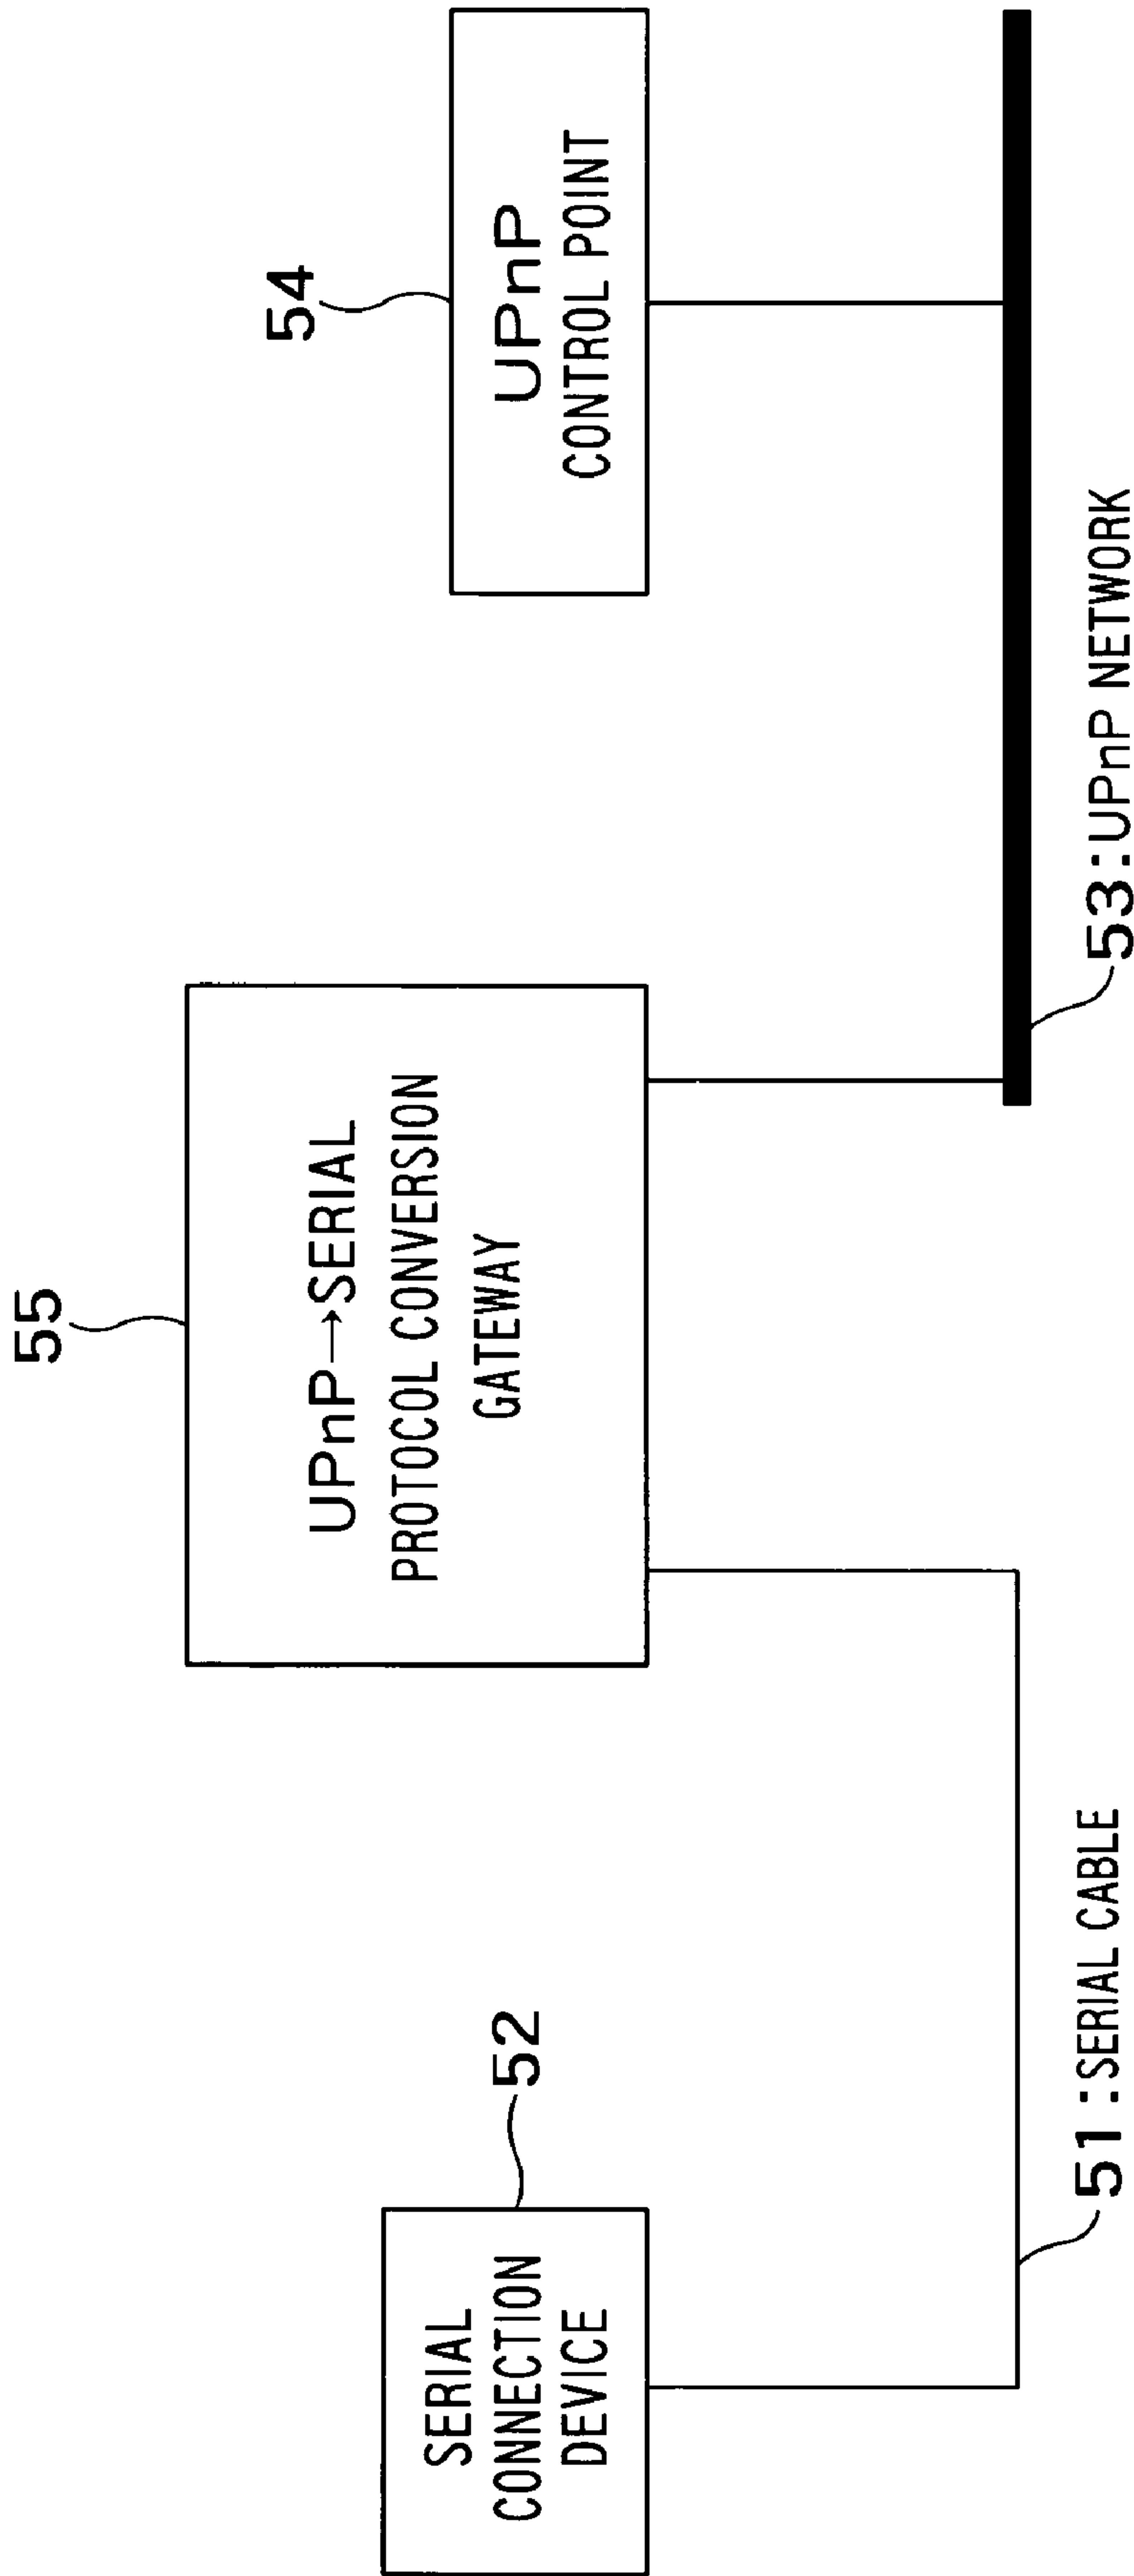 55
UPnP→SERIAL
PROTOCOL CONVERSION
GATEWAY
54
UPnP
CONTROL POINT
52
SERIAL
CONNECTION
DEVICE
51 :SERIAL CABLE
53:UPnP NETWORK